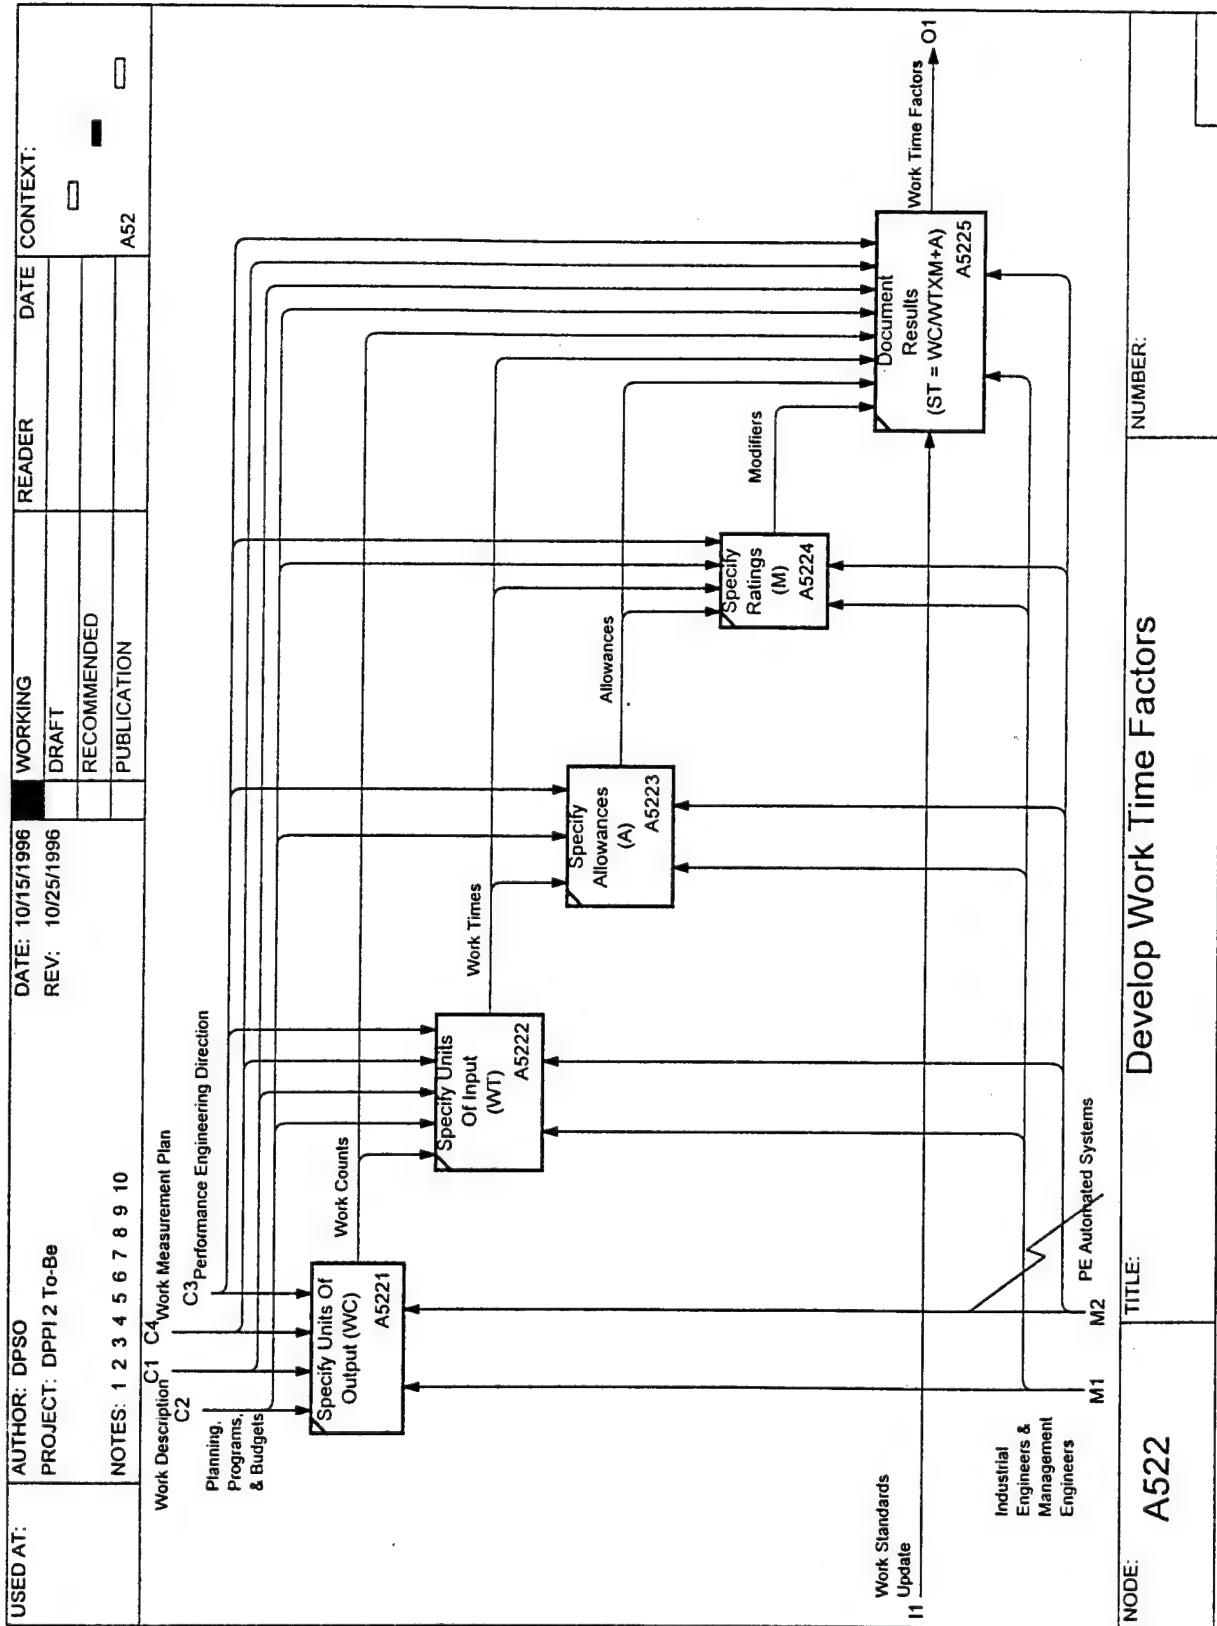 USED AT:
AUTHOR: DPSO
PROJECT: DPPI 2 To-Be
NOTES: 1 2 3 4 5 6 7 8 9 10
DATE: 10/15/1996
REV: 10/25/1996
WORKING
DRAFT
RECOMMENDED
PUBLICATION
READER
DATE
CONTEXT:
A52
Work Description
C2
C1
C4
Work Measurement Plan
C3
Performance Engineering Direction
Planning,
Programs,
& Budgets
Specify Units Of
Output (WC)
A5221
Work Counts
Specify Units
Of Input
(WT)
A5222
Work Times
Specify
Allowances
(A)
A5223
Allowances
Specify
Ratings
(M)
A5224
Modifiers
Document
Results
(ST = WC/WTXM+A)
A5225
Work Time Factors
O1
Work Standards
Update
I1
Industrial
Engineers &
Management
Engineers
M1
M2
PE Automated Systems
NODE:
A522
TITLE:
Develop Work Time Factors
NUMBER: